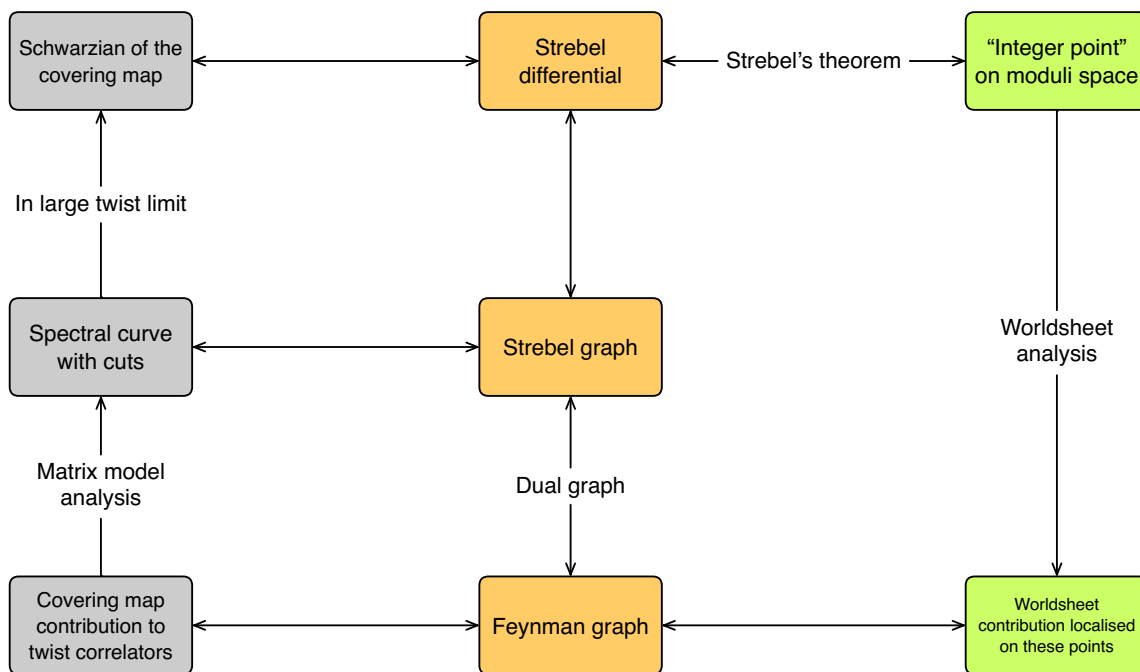 Schwarzian of the
covering map
Strebel
differential
Strebel’s theorem
“Integer point”
on moduli space
In large twist limit
Spectral curve
with cuts
Strebel graph
Worldsheet
analysis
Matrix model
analysis
Dual graph
Covering map
contribution to
twist correlators
Feynman graph
Worldsheet
contribution localised
on these points